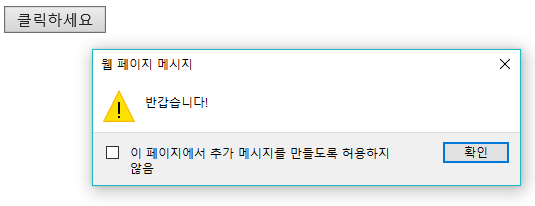 클릭하세요
웹 페이지 메시지
반갑습니다!
이 페이지에서 추가 메시지를 만들도록 허용하지
않음
확인